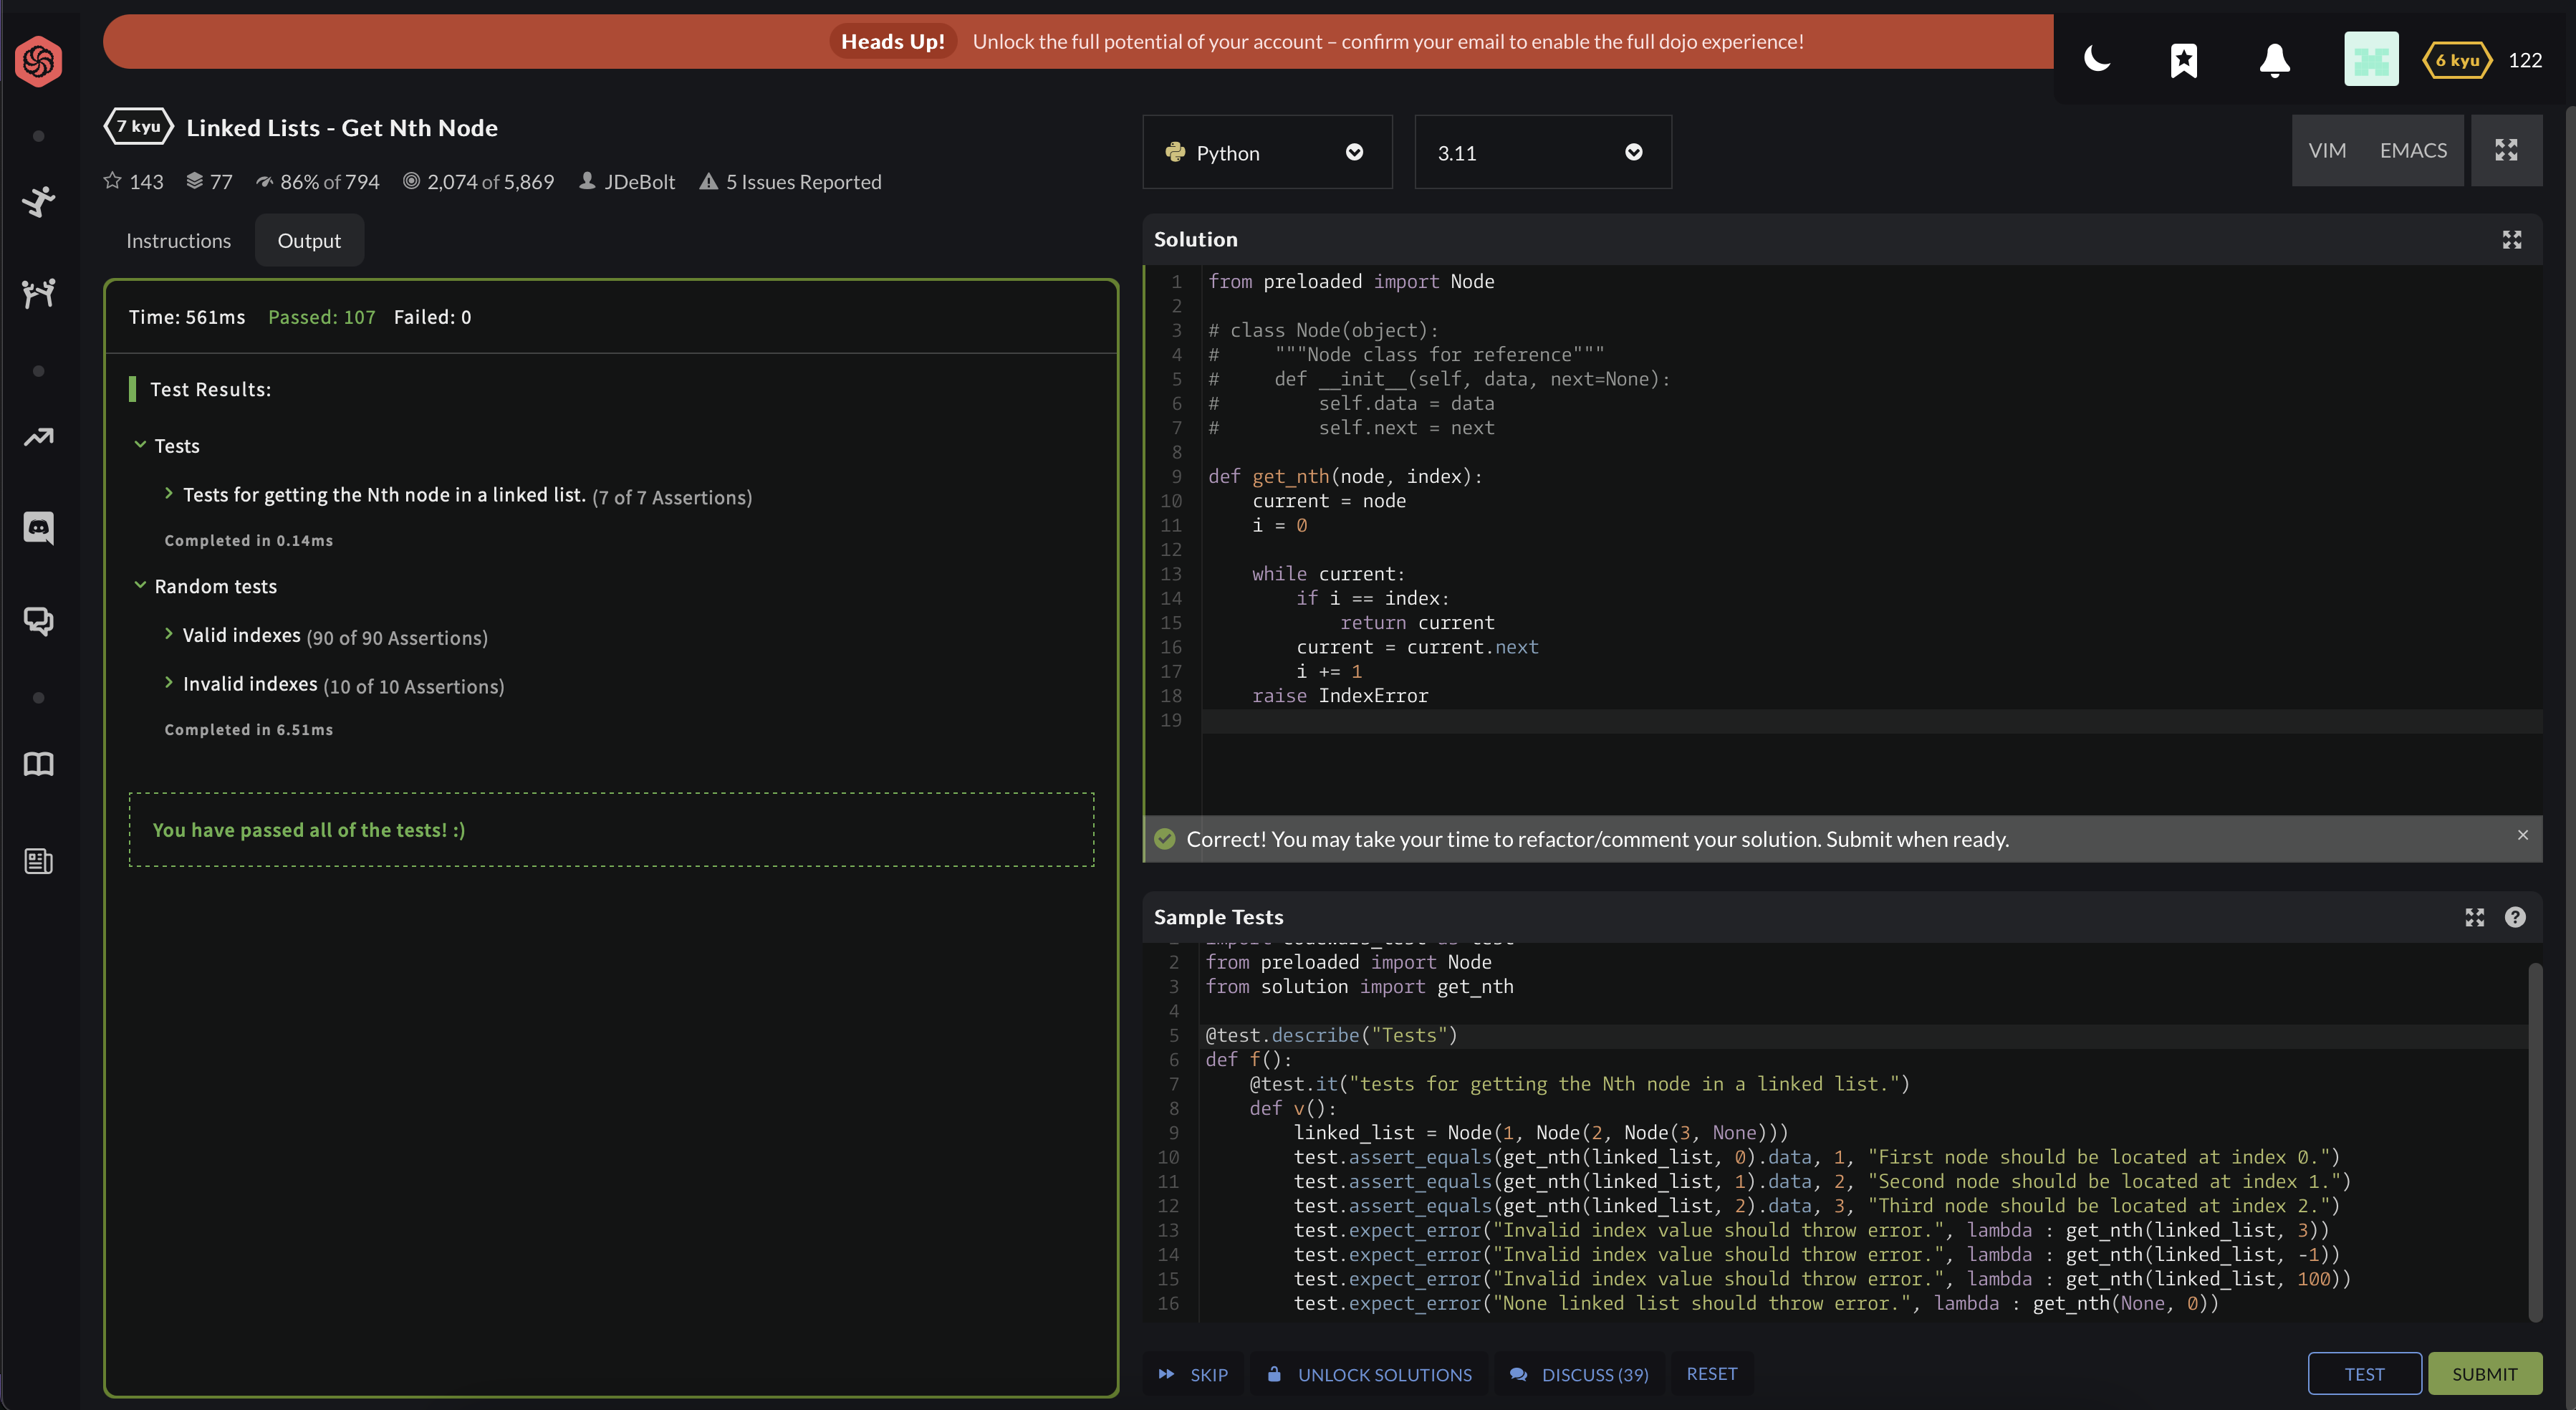 Heads Up! Unlock the full potential of your account – confirm your email to enable the full dojo experience!
6 kyu 122
7 kyu Linked Lists - Get Nth Node
143 77 86% of 794 2,074 of 5,869 JDeBolt 5 Issues Reported
Instructions Output
Time: 561ms Passed: 107 Failed: 0
Test Results:
Tests
Tests for getting the Nth node in a linked list. (7 of 7 Assertions)
Completed in 0.14ms
Random tests
Valid indexes (90 of 90 Assertions)
Invalid indexes (10 of 10 Assertions)
Completed in 6.51ms
You have passed all of the tests! :)
Python 3.11 VIM EMACS
Solution
1 from preloaded import Node
2
3 # class Node(object):
4 #     """Node class for reference"""
5 #     def __init__(self, data, next=None):
6 #         self.data = data
7 #         self.next = next
8
9 def get_nth(node, index):
10     current = node
11     i = 0
12
13     while current:
14         if i == index:
15             return current
16         current = current.next
17         i += 1
18     raise IndexError
19
Correct! You may take your time to refactor/comment your solution. Submit when ready.
Sample Tests
2 from preloaded import Node
3 from solution import get_nth
4
5 @test.describe("Tests")
6 def f():
7     @test.it("tests for getting the Nth node in a linked list.")
8     def v():
9         linked_list = Node(1, Node(2, Node(3, None)))
10         test.assert_equals(get_nth(linked_list, 0).data, 1, "First node should be located at index 0.")
11         test.assert_equals(get_nth(linked_list, 1).data, 2, "Second node should be located at index 1.")
12         test.assert_equals(get_nth(linked_list, 2).data, 3, "Third node should be located at index 2.")
13         test.expect_error("Invalid index value should throw error.", lambda : get_nth(linked_list, 3))
14         test.expect_error("Invalid index value should throw error.", lambda : get_nth(linked_list, -1))
15         test.expect_error("Invalid index value should throw error.", lambda : get_nth(linked_list, 100))
16         test.expect_error("None linked list should throw error.", lambda : get_nth(None, 0))
SKIP UNLOCK SOLUTIONS DISCUSS (39) RESET TEST SUBMIT